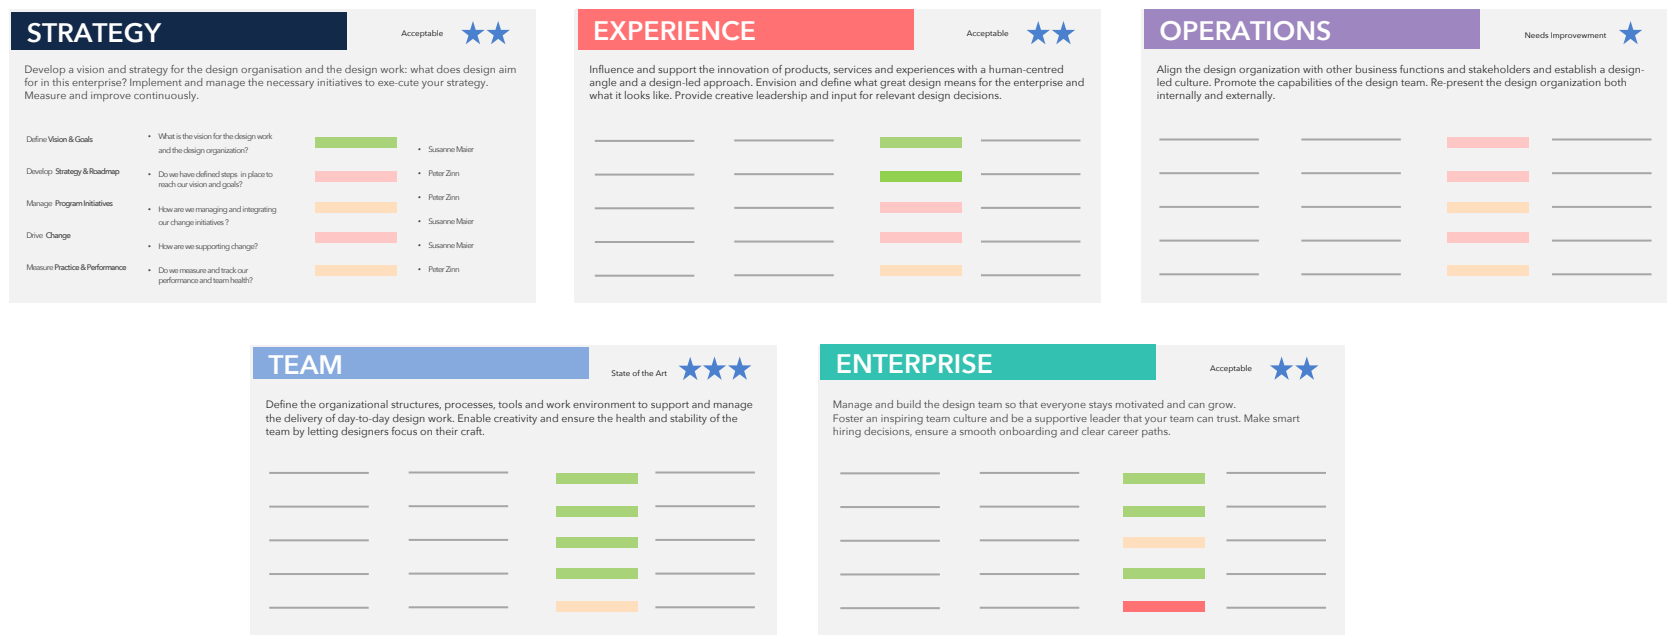 STRATEGY
Acceptable
Develop a vision and strategy for the design organisation and the design work: what does design aim
for in this enterprise? Implement and manage the necessary initiatives to exe-cute your strategy.
Measure and improve continuously.
Define Vision & Goals
Develop Strategy & Roadmap
Manage Program Initiatives
Drive Change
Measure Practice & Performance
• What is the vision for the design work
and the design organization?
• Do we have defined steps in place to
reach our vision and goals?
• How are we managing and integrating
our change initiatives ?
• How are we supporting change?
• Do we measure and track our
performance and team health?
• Susanne Maier
• Peter Zinn
• Peter Zinn
• Susanne Maier
• Susanne Maier
• Peter Zinn
EXPERIENCE
Acceptable
Influence and support the innovation of products, services and experiences with a human-centred
angle and a design-led approach. Envision and define what great design means for the enterprise and
what it looks like. Provide creative leadership and input for relevant design decisions.
OPERATIONS
Needs Improvewment
Align the design organization with other business functions and stakeholders and establish a design-
led culture. Promote the capabilities of the design team. Re-present the design organization both
internally and externally.
TEAM
State of the Art
Define the organizational structures, processes, tools and work environment to support and manage
the delivery of day-to-day design work. Enable creativity and ensure the health and stability of the
team by letting designers focus on their craft.
ENTERPRISE
Acceptable
Manage and build the design team so that everyone stays motivated and can grow.
Foster an inspiring team culture and be a supportive leader that your team can trust. Make smart
hiring decisions, ensure a smooth onboarding and clear career paths.